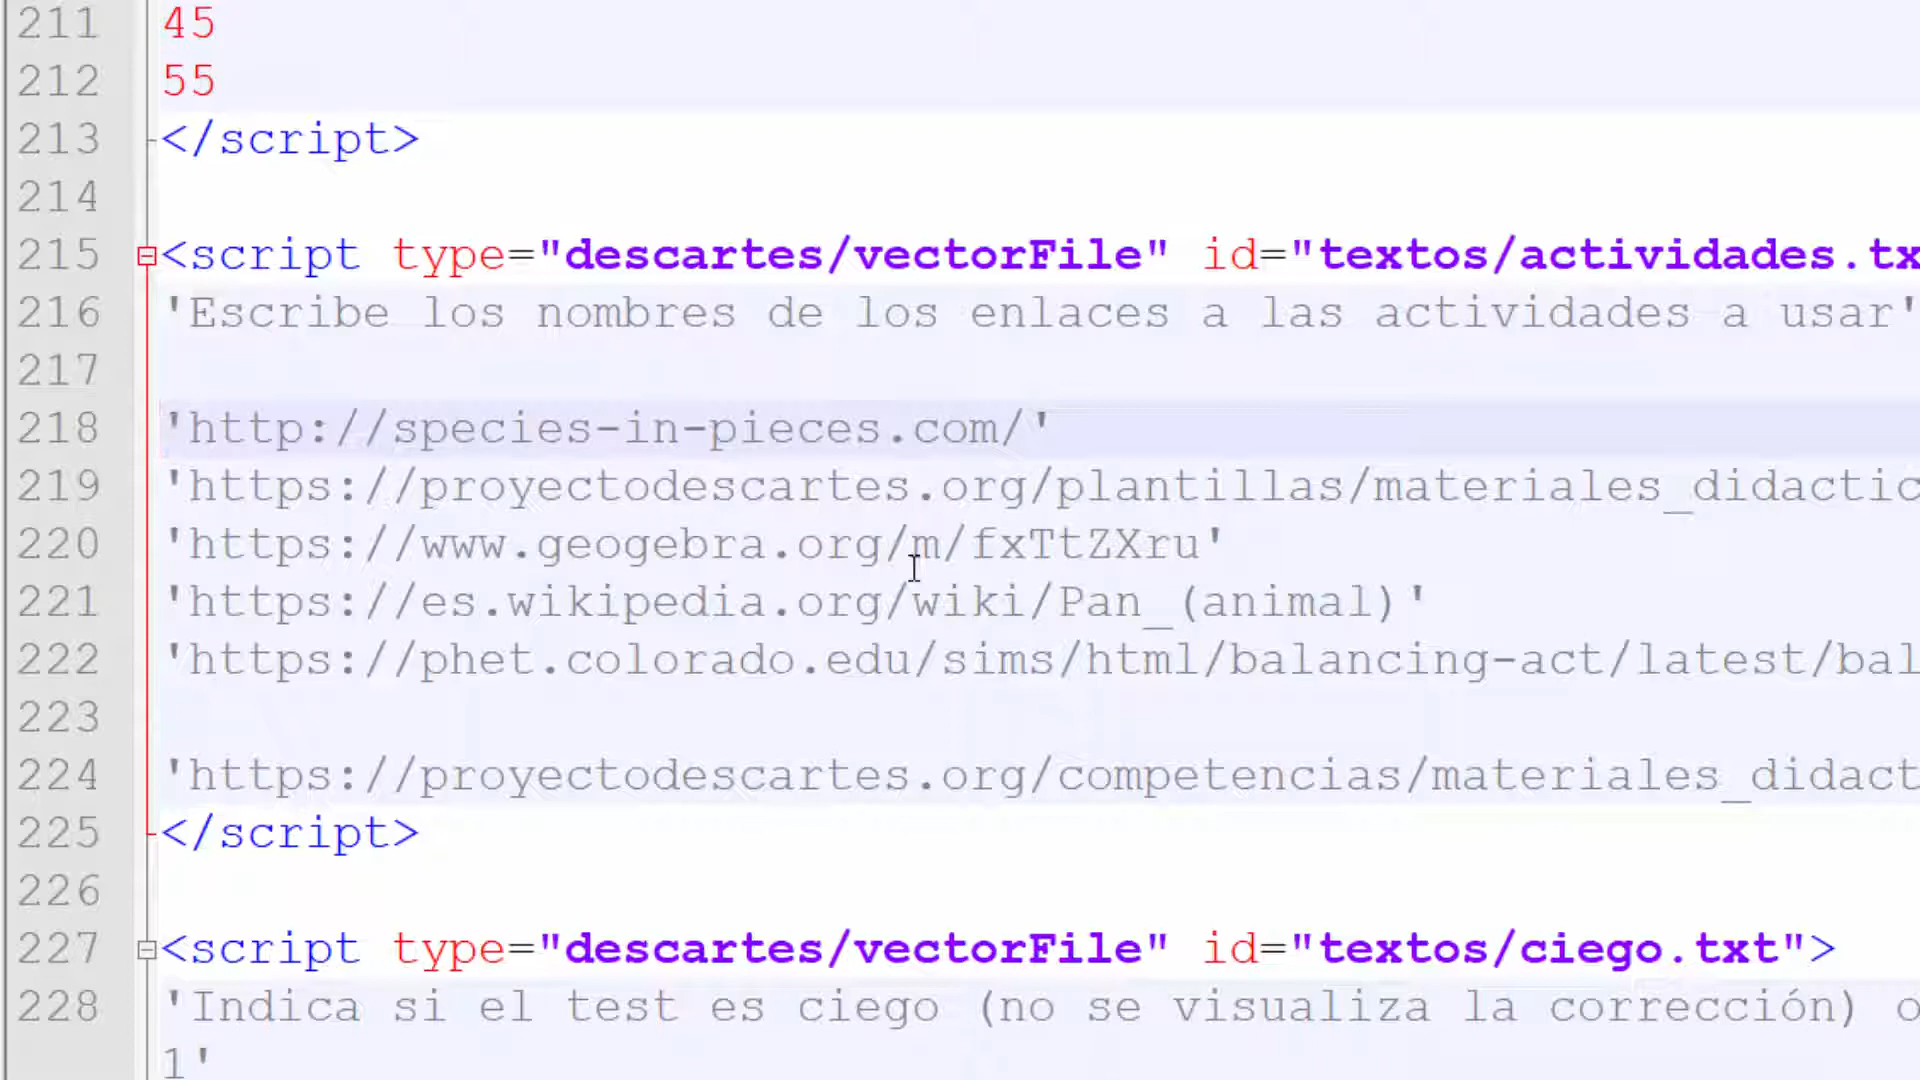 211 45
212 55
213 </script>
214
215 <script type="descartes/vectorFile" id="textos/actividades.tx
216 'Escribe los nombres de los enlaces a las actividades a usar'
217
218 'http://species-in-pieces.com/'
219 'https://proyectodescartes.org/plantillas/materiales_didactic
220 'https://www.geogebra.org/m/fxTtZXru'
221 'https://es.wikipedia.org/wiki/Pan_(animal)'
222 'https://phet.colorado.edu/sims/html/balancing-act/latest/bal
223
224 'https://proyectodescartes.org/competencias/materiales_didact
225 </script>
226
227 <script type="descartes/vectorFile" id="textos/ciego.txt">
228 'Indica si el test es ciego (no se visualiza la corrección) o
1'